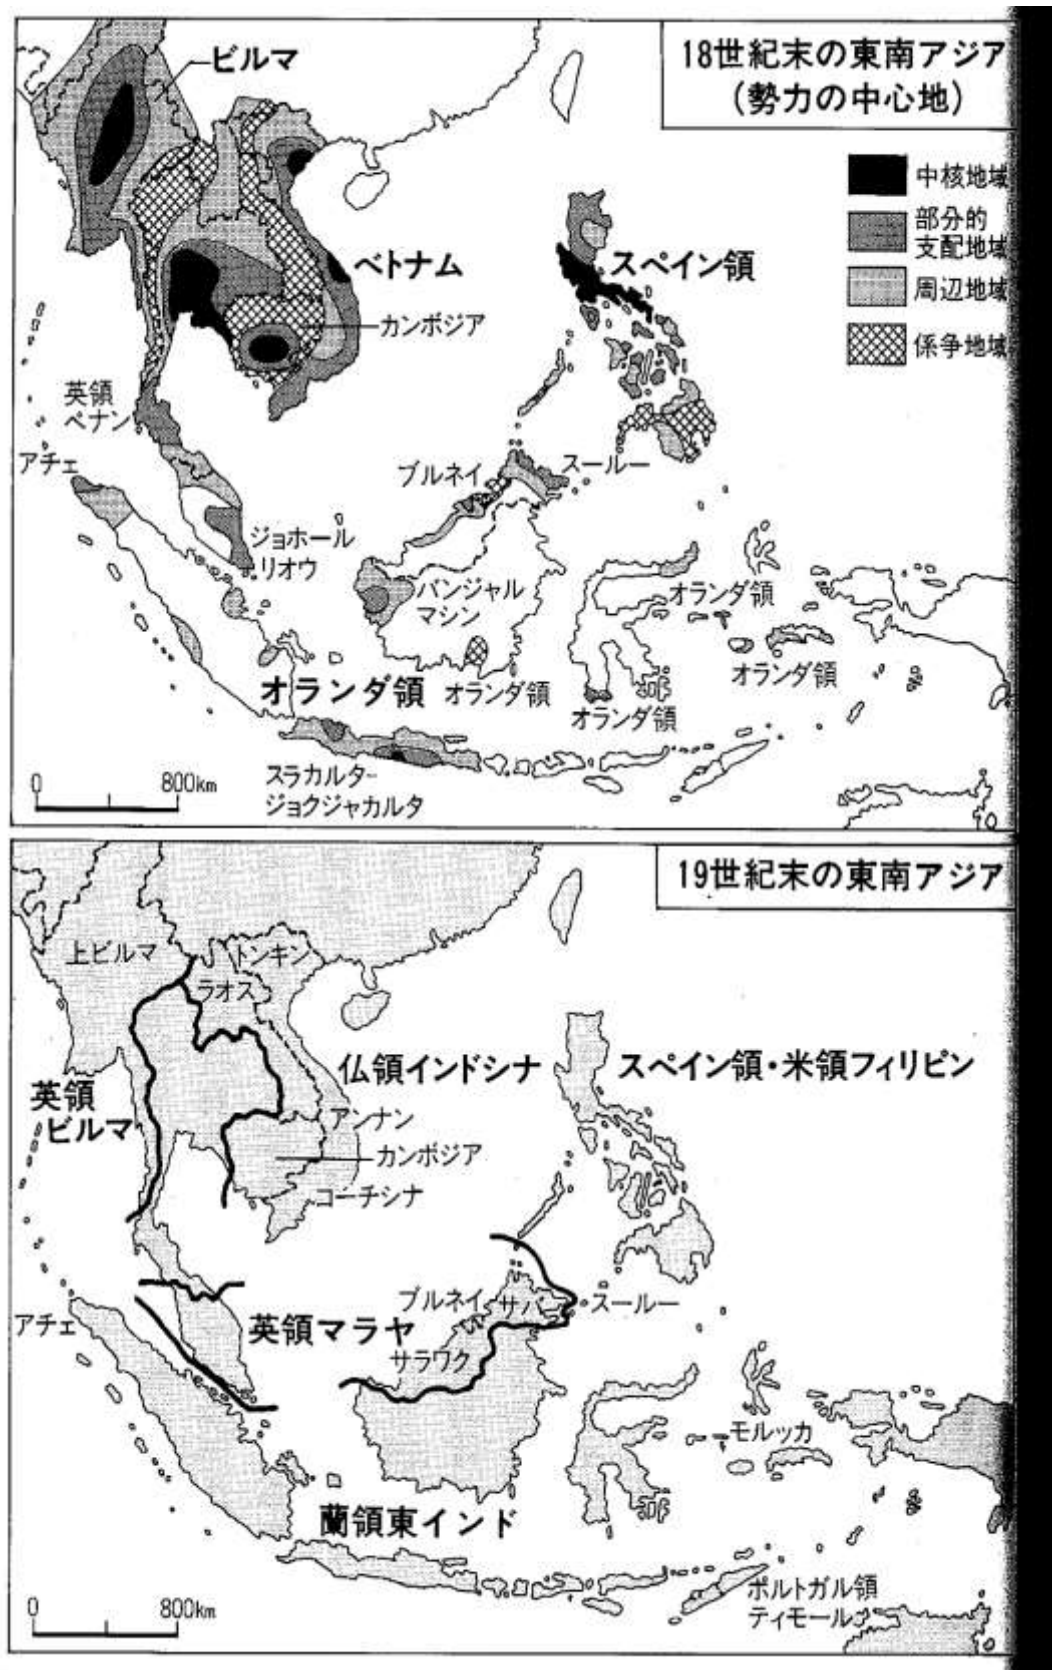 18世紀末の東南アジア
(勢力の中心地)
中核地域
部分的
支配地域
周辺地域
係争地域
ビルマ
ベトナム
スペイン領
カンボジア
英領
ペナン
アチェ
ブルネイ
スールー
ジョホール
リオウ
バンジャル
マシン
オランダ領
オランダ領
オランダ領
オランダ領
オランダ領
スラカルタ-
ジョクジャカルタ
0 800km
19世紀末の東南アジア
上ビルマ
トンキン
ラオス
仏領インドシナ
スペイン領・米領フィリピン
英領
ビルマ
アンナン
カンボジア
コーチシナ
ブルネイ
サバ
スールー
アチェ
英領マラヤ
サラワク
モルッカ
蘭領東インド
ポルトガル領
ティモール
0 800km